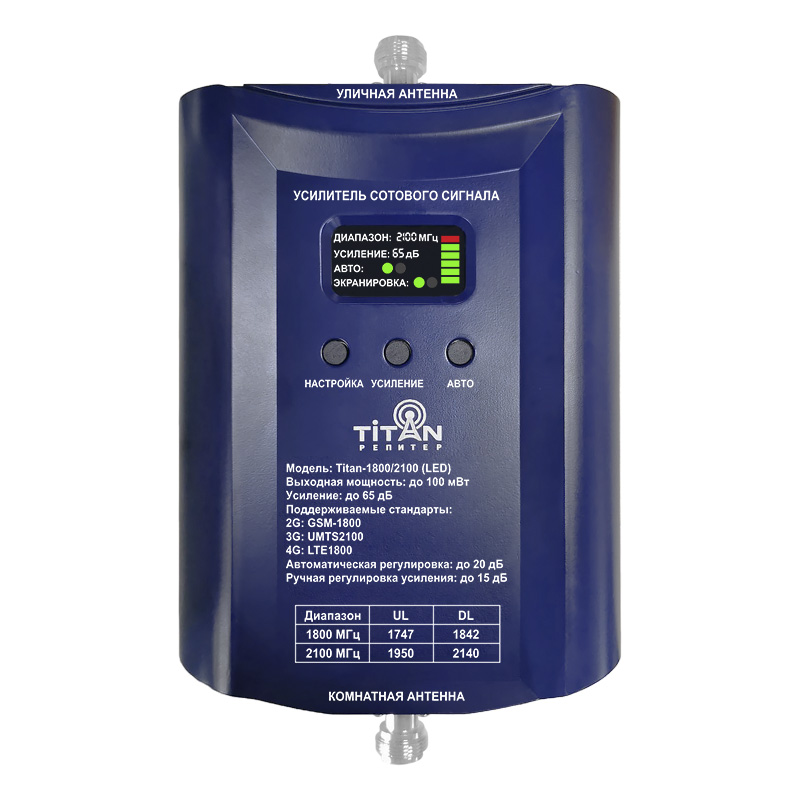 УЛИЧНАЯ АНТЕННА
УСИЛИТЕЛЬ СОТОВОГО СИГНАЛА
ДИАПАЗОН: 2100 МГц
УСИЛЕНИЕ: 65 дБ
АВТО:
ЭКРАНИРОВКА:
НАСТРОЙКА УСИЛЕНИЕ АВТО
TiTAN
РЕПИТЕР
Модель: Titan-1800/2100 (LED)
Выходная мощность: до 100 мВт
Усиление: до 65 дБ
Поддерживаемые стандарты:
2G: GSM-1800
3G: UMTS2100
4G: LTE1800
Автоматическая регулировка: до 20 дБ
Ручная регулировка усиления: до 15 дБ
Диапазон UL DL
1800 МГц 1747 1842
2100 МГц 1950 2140
КОМНАТНАЯ АНТЕННА